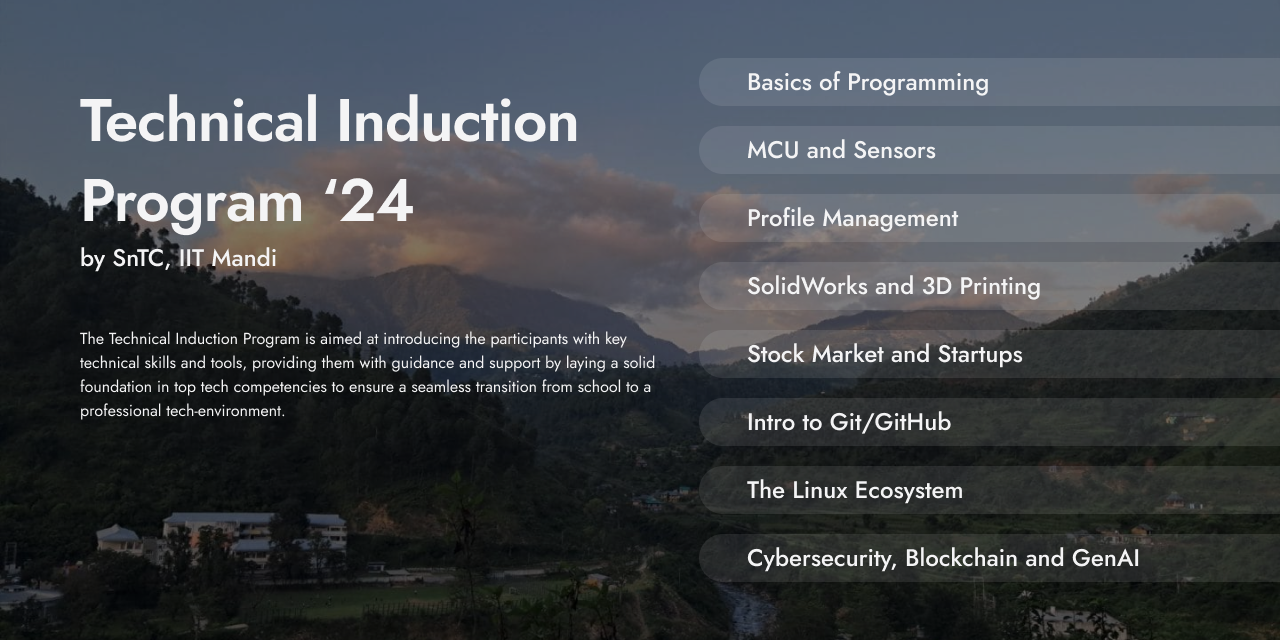 Technical Induction
Program ‘24
by SnTC, IIT Mandi
The Technical Induction Program is aimed at introducing the participants with key
technical skills and tools, providing them with guidance and support by laying a solid
foundation in top tech competencies to ensure a seamless transition from school to a
professional tech-environment.
Basics of Programming
MCU and Sensors
Profile Management
SolidWorks and 3D Printing
Stock Market and Startups
Intro to Git/GitHub
The Linux Ecosystem
Cybersecurity, Blockchain and GenAI